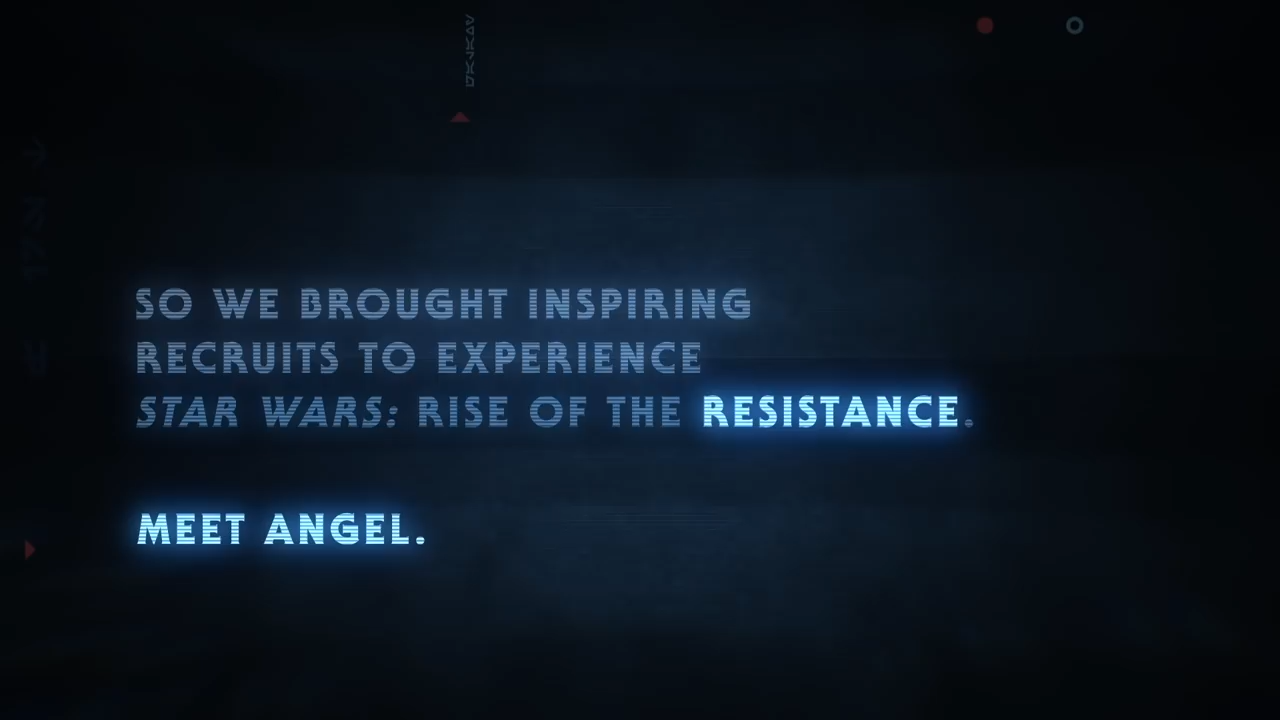 SO WE BROUGHT INSPIRING
RECRUITS TO EXPERIENCE
STAR WARS: RISE OF THE RESISTANCE.
MEET ANGEL.